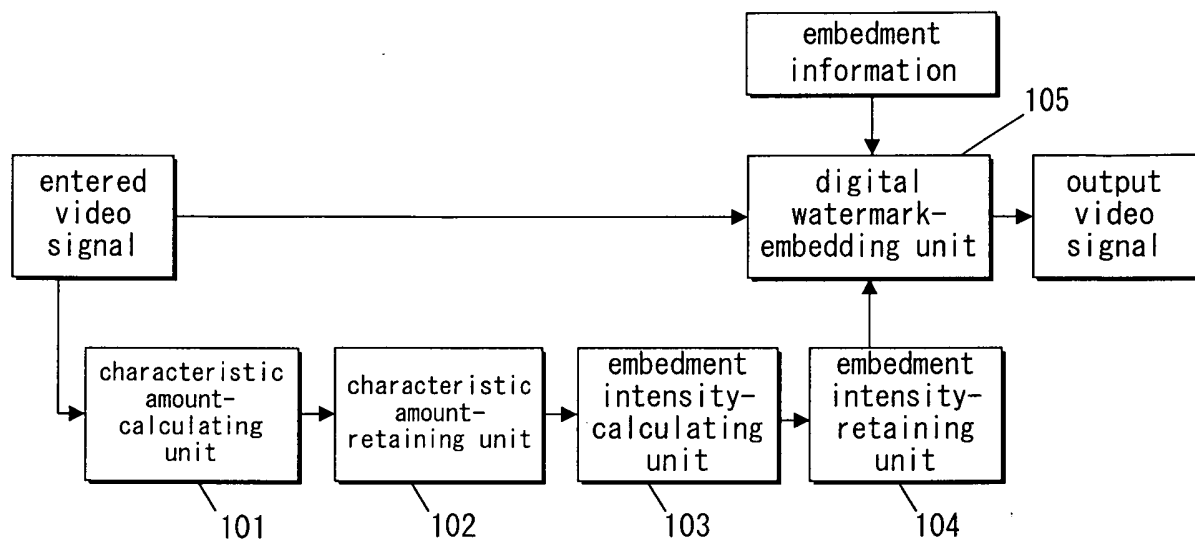 embedment
information
105
entered
video
signal
digital
watermark-
embedding unit
output
video
signal
characteristic
amount-
calculating
unit
characteristic
amount-
retaining unit
embedment
intensity-
calculating
unit
embedment
intensity-
retaining
unit
101
102
103
104